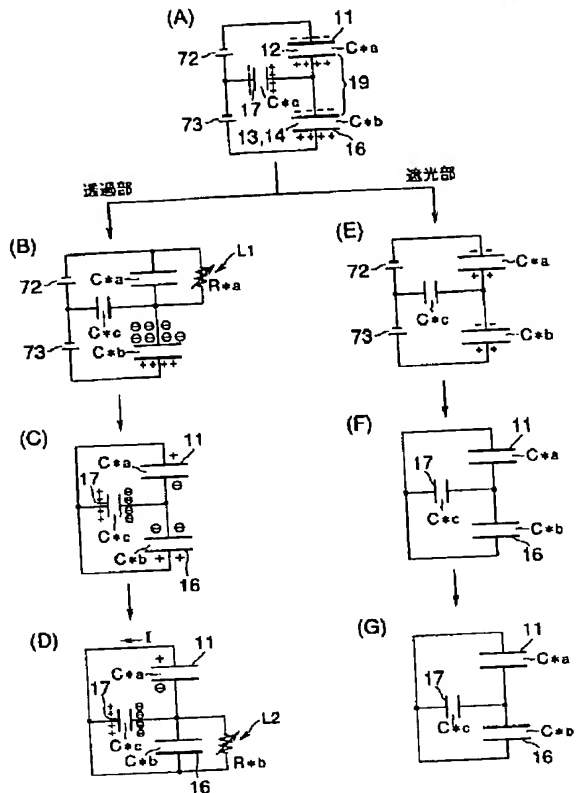 (A)
11
72
12
C*a
19
17
C*c
73
13,14
C*b
16
透過部
遮光部
(B)
L1
72
C*a
R*a
C*c
73
C*b
(E)
72
C*a
C*c
73
C*b
(C)
11
C*a
17
C*c
C*b
16
(F)
11
C*a
17
C*c
C*b
16
(D)
I
11
C*a
17
L2
C*c
C*b
16
R*b
(G)
11
C*a
17
C*c
C*b
16